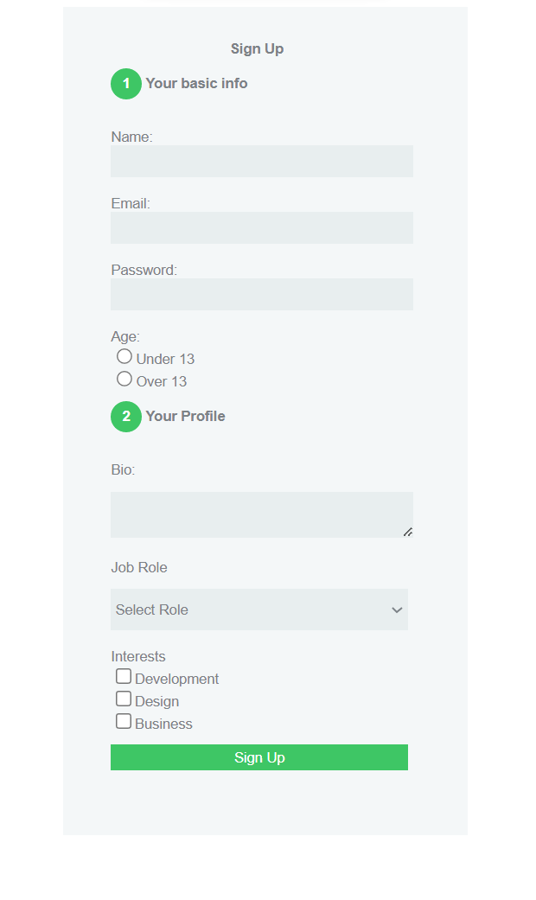 Sign Up
1 Your basic info
Name:
Email:
Password:
Age:
Under 13
Over 13
2 Your Profile
Bio:
Job Role
Select Role
Interests
Development
Design
Business
Sign Up